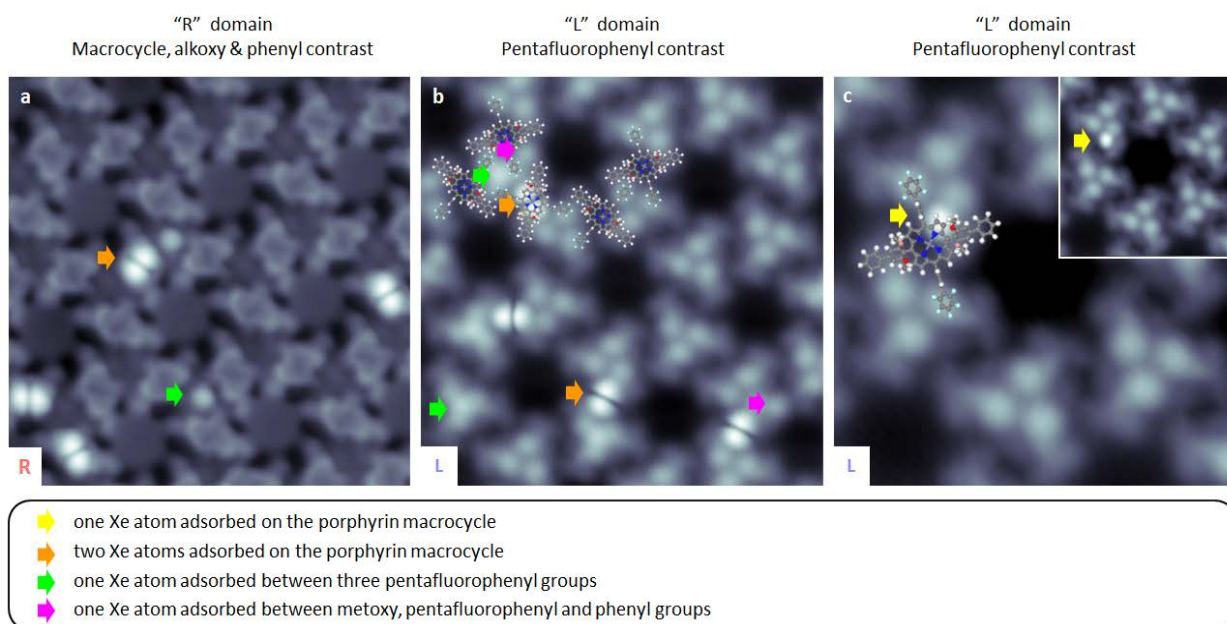 “R” domain
Macrocycle, alkoxy & phenyl contrast
“L” domain
Pentafluorophenyl contrast
“L” domain
Pentafluorophenyl contrast
a
b
c
R
L
L
one Xe atom adsorbed on the porphyrin macrocycle
two Xe atoms adsorbed on the porphyrin macrocycle
one Xe atom adsorbed between three pentafluorophenyl groups
one Xe atom adsorbed between metoxy, pentafluorophenyl and phenyl groups